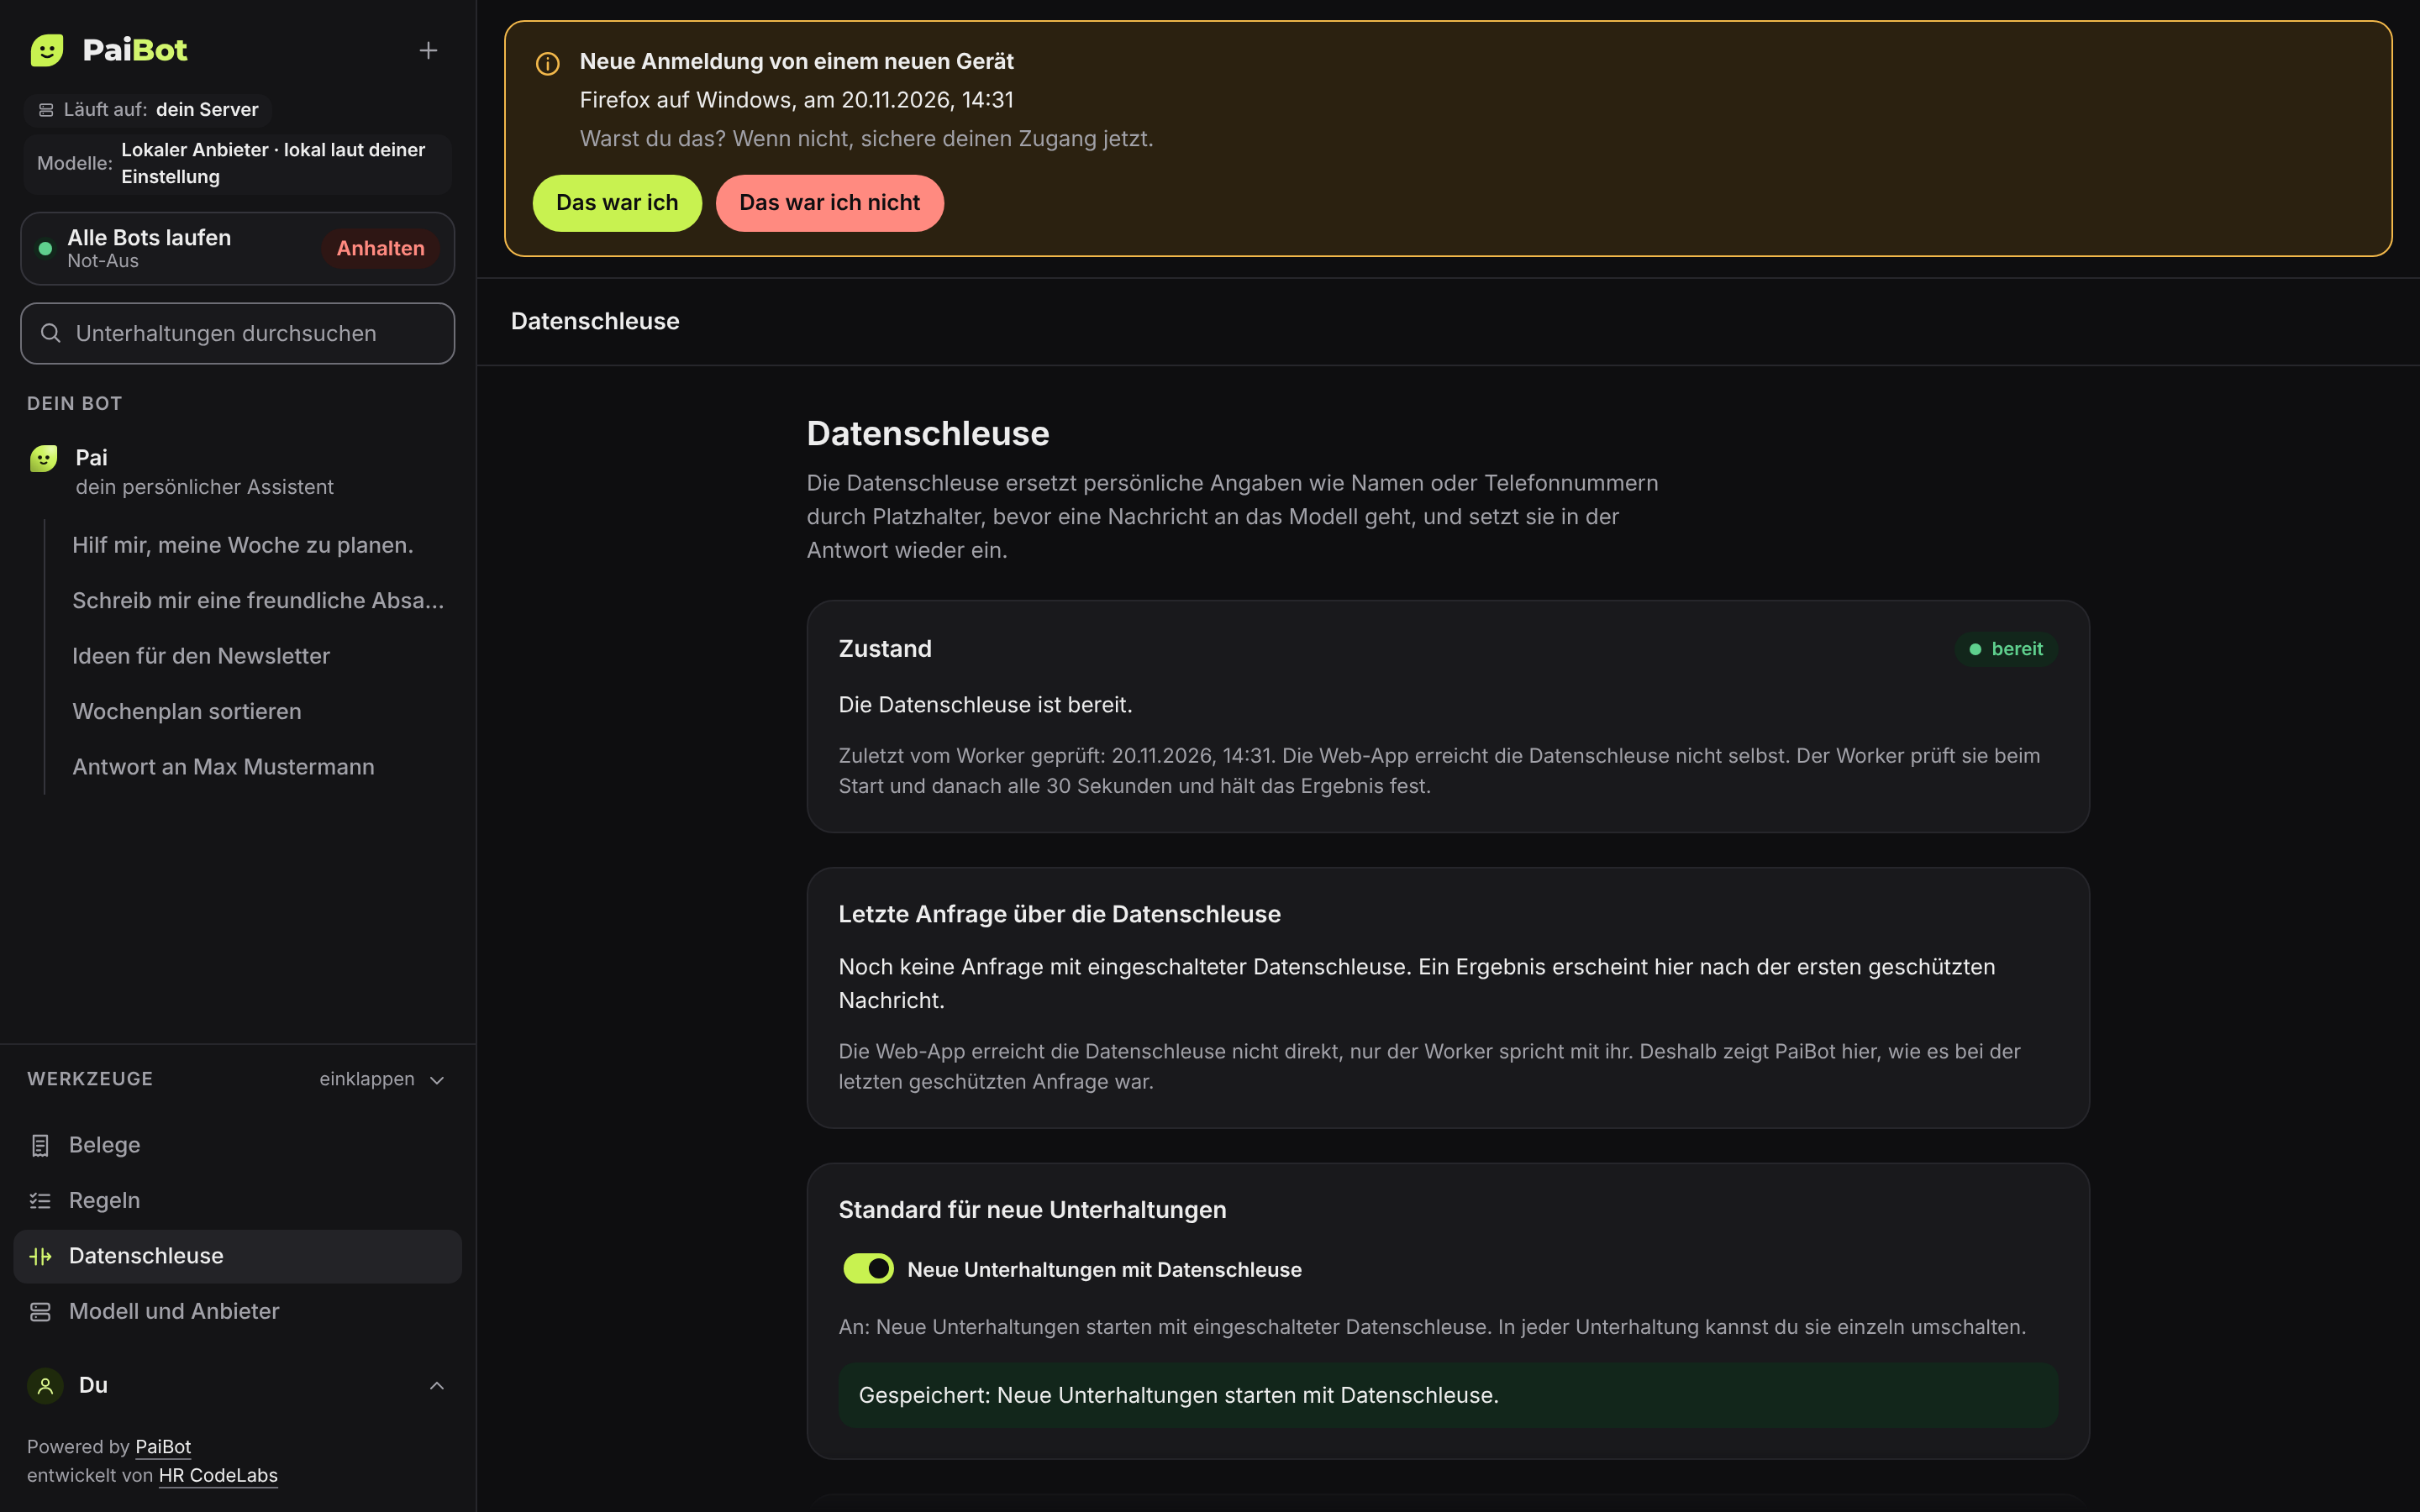 PaiBot
Läuft auf: dein Server
Modelle: Lokaler Anbieter · lokal laut deiner
Einstellung
Alle Bots laufen
Not-Aus
Anhalten
Unterhaltungen durchsuchen
DEIN BOT
Pai
dein persönlicher Assistent
Hilf mir, meine Woche zu planen.
Schreib mir eine freundliche Absa...
Ideen für den Newsletter
Wochenplan sortieren
Antwort an Max Mustermann
WERKZEUGE
einklappen
Belege
Regeln
Datenschleuse
Modell und Anbieter
Du
Powered by PaiBot
entwickelt von HR CodeLabs
Neue Anmeldung von einem neuen Gerät
Firefox auf Windows, am 20.11.2026, 14:31
Warst du das? Wenn nicht, sichere deinen Zugang jetzt.
Das war ich
Das war ich nicht
Datenschleuse
Datenschleuse
Die Datenschleuse ersetzt persönliche Angaben wie Namen oder Telefonnummern
durch Platzhalter, bevor eine Nachricht an das Modell geht, und setzt sie in der
Antwort wieder ein.
Zustand
bereit
Die Datenschleuse ist bereit.
Zuletzt vom Worker geprüft: 20.11.2026, 14:31. Die Web-App erreicht die Datenschleuse nicht selbst. Der Worker prüft sie beim
Start und danach alle 30 Sekunden und hält das Ergebnis fest.
Letzte Anfrage über die Datenschleuse
Noch keine Anfrage mit eingeschalteter Datenschleuse. Ein Ergebnis erscheint hier nach der ersten geschützten
Nachricht.
Die Web-App erreicht die Datenschleuse nicht direkt, nur der Worker spricht mit ihr. Deshalb zeigt PaiBot hier, wie es bei der
letzten geschützten Anfrage war.
Standard für neue Unterhaltungen
Neue Unterhaltungen mit Datenschleuse
An: Neue Unterhaltungen starten mit eingeschalteter Datenschleuse. In jeder Unterhaltung kannst du sie einzeln umschalten.
Gespeichert: Neue Unterhaltungen starten mit Datenschleuse.